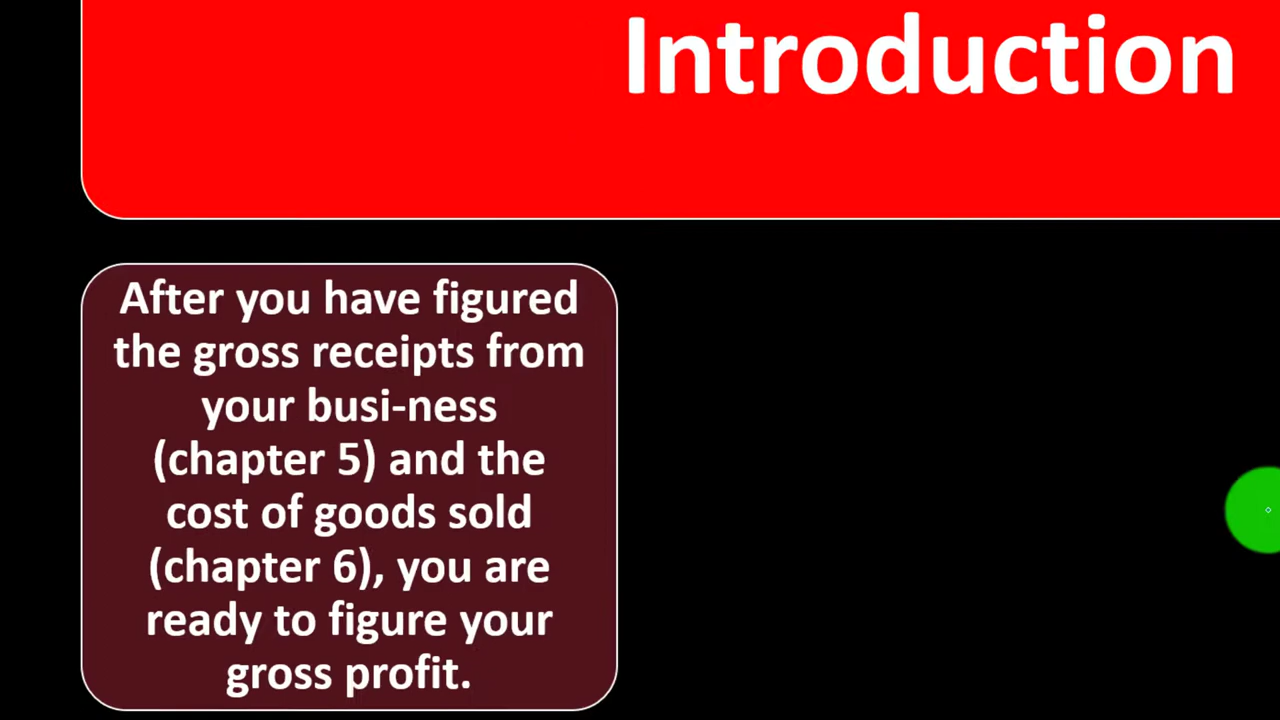 Introduction
After you have figured
the gross receipts from
your busi-ness
(chapter 5) and the
cost of goods sold
(chapter 6), you are
ready to figure your
gross profit.